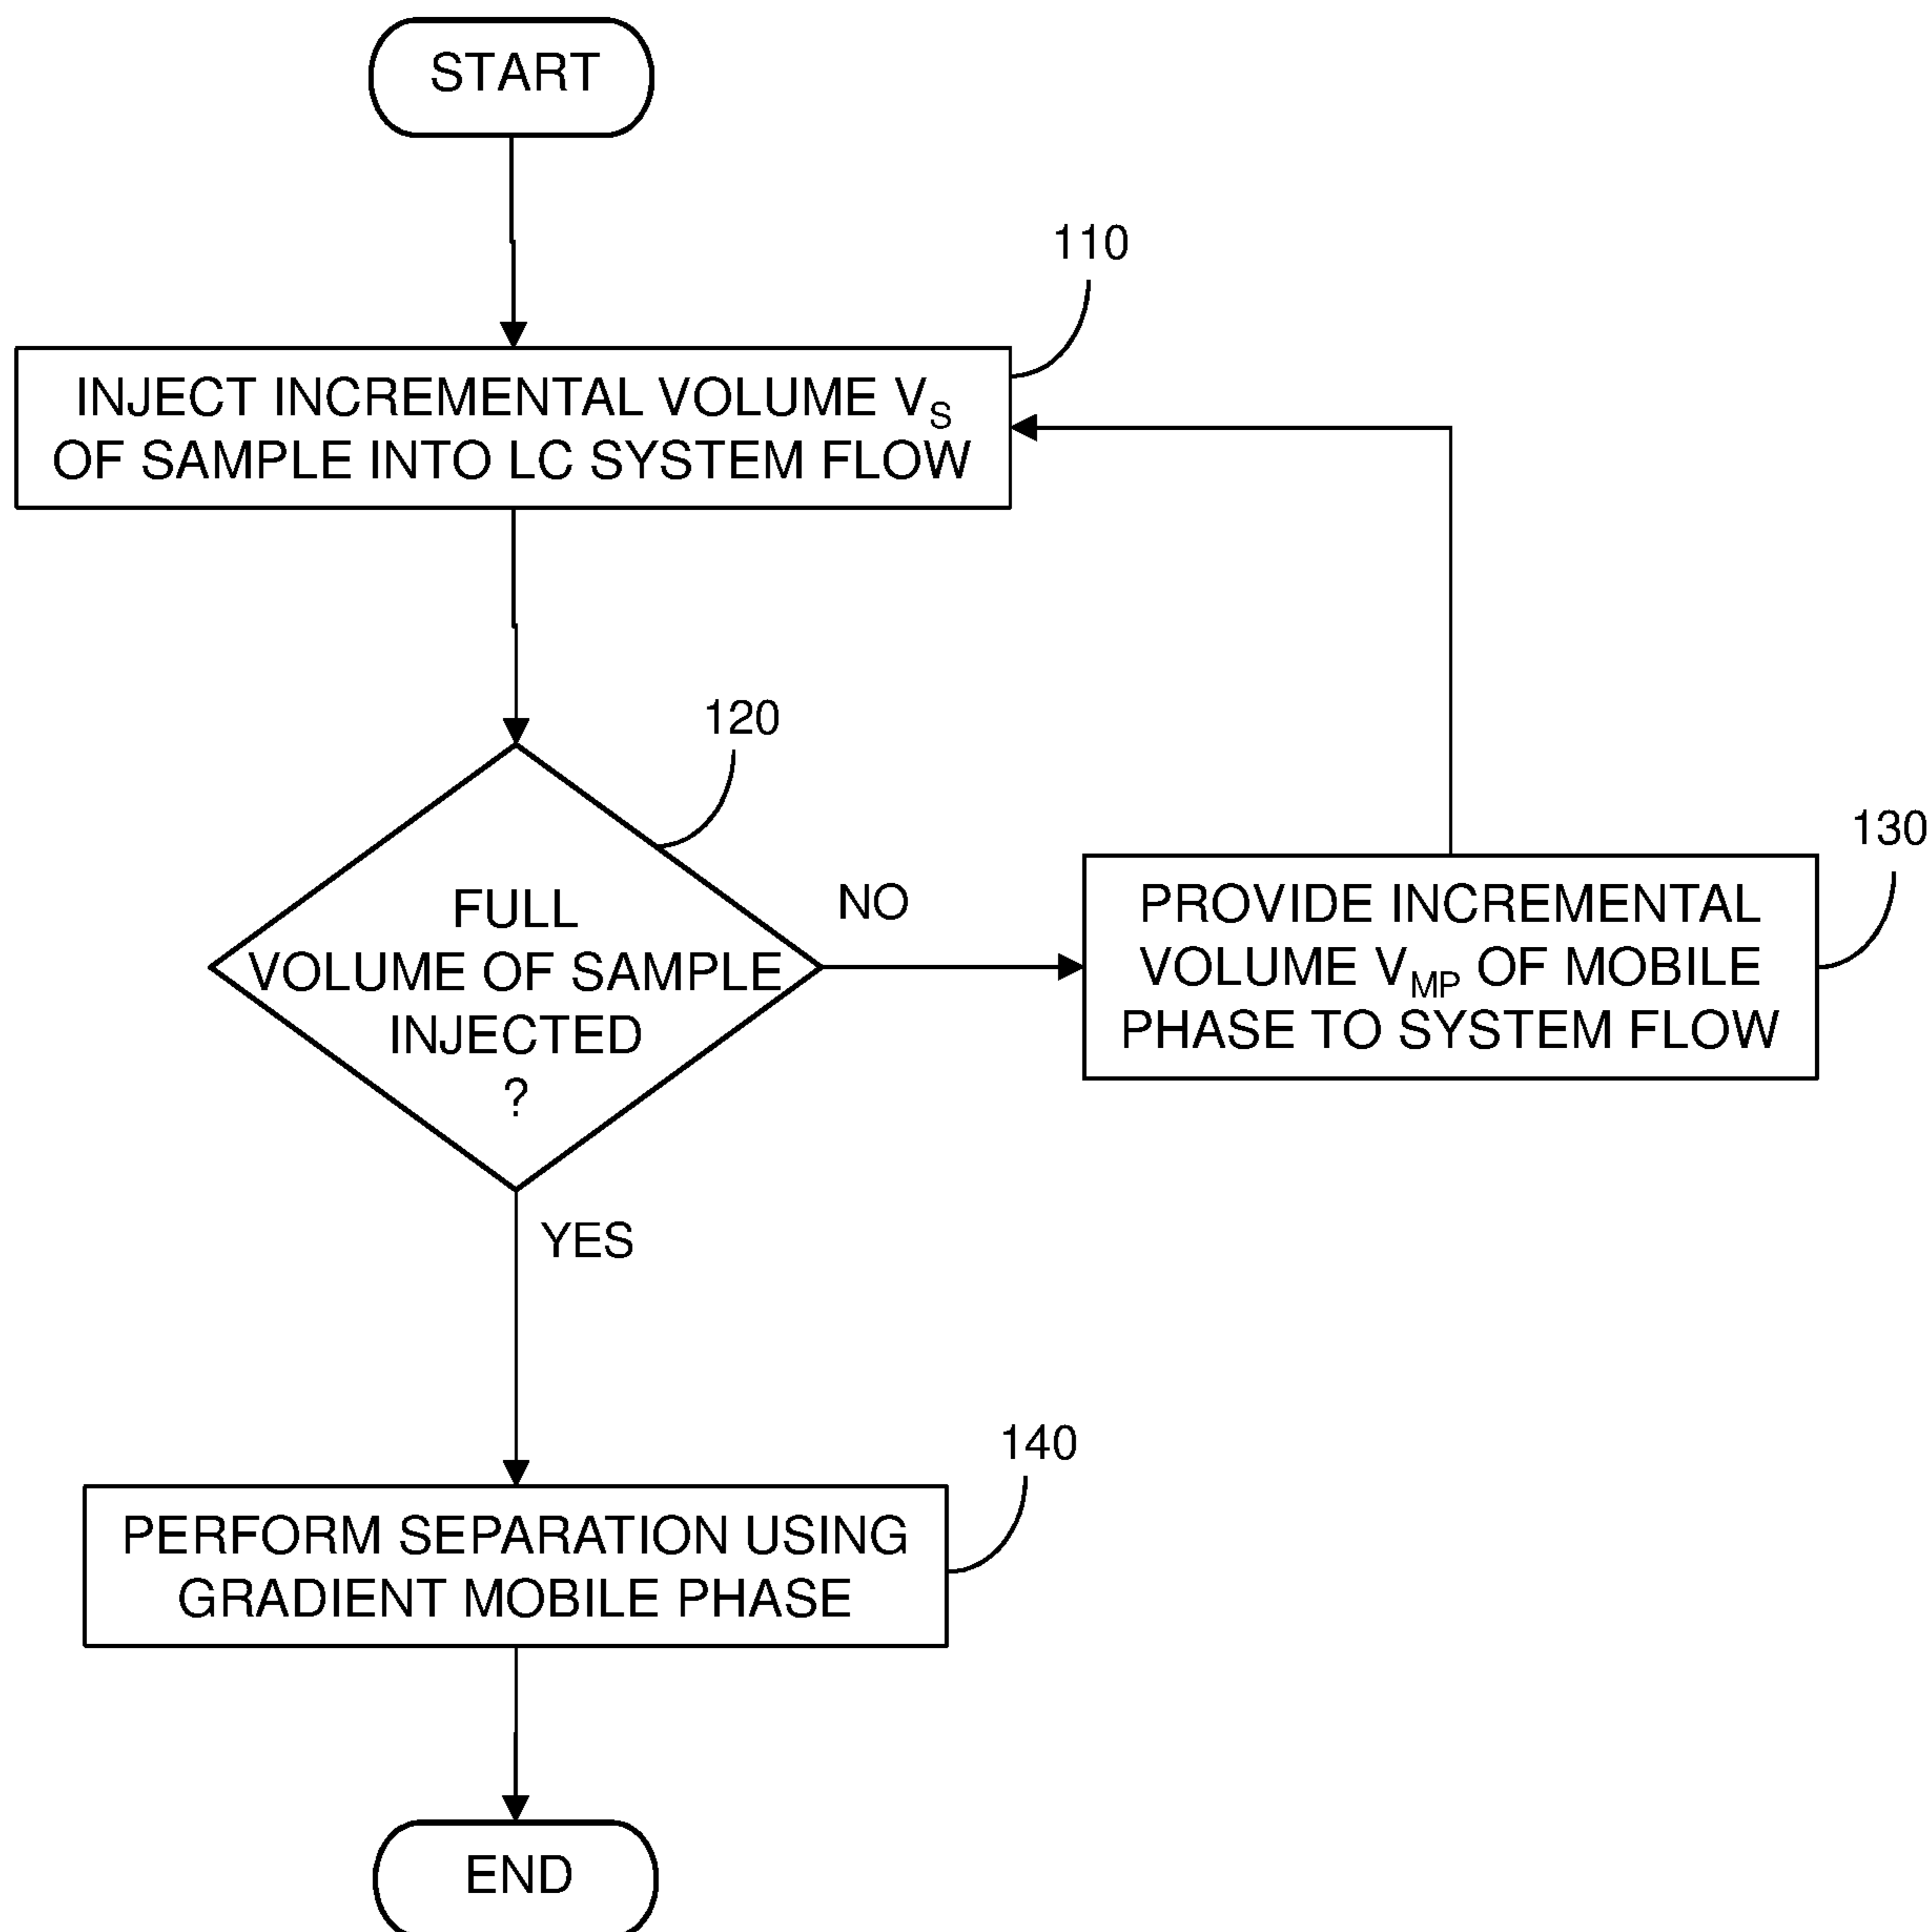 START
110
INJECT INCREMENTAL VOLUME VS
OF SAMPLE INTO LC SYSTEM FLOW
120
130
FULL
VOLUME OF SAMPLE
INJECTED
?
NO
PROVIDE INCREMENTAL
VOLUME VMP OF MOBILE
PHASE TO SYSTEM FLOW
YES
140
PERFORM SEPARATION USING
GRADIENT MOBILE PHASE
END